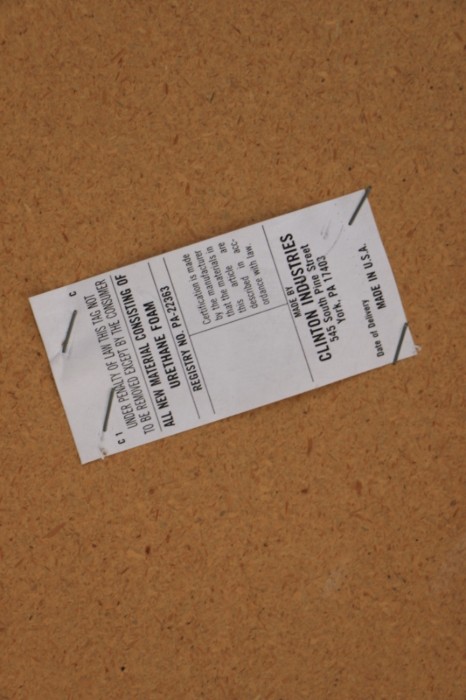 C 1 C
UNDER PENALTY OF LAW THIS TAG NOT
TO BE REMOVED EXCEPT BY THE CONSUMER
ALL NEW MATERIAL CONSISTING OF
URETHANE FOAM
REGISTRY NO. PA-22363
Certification is made
by the manufacturer
that the materials in
this article are
described in acc-
ordance with law.
MADE BY
CLINTON INDUSTRIES
545 South Pine Street
York, PA 17403
Date of Delivery
MADE IN U.S.A.